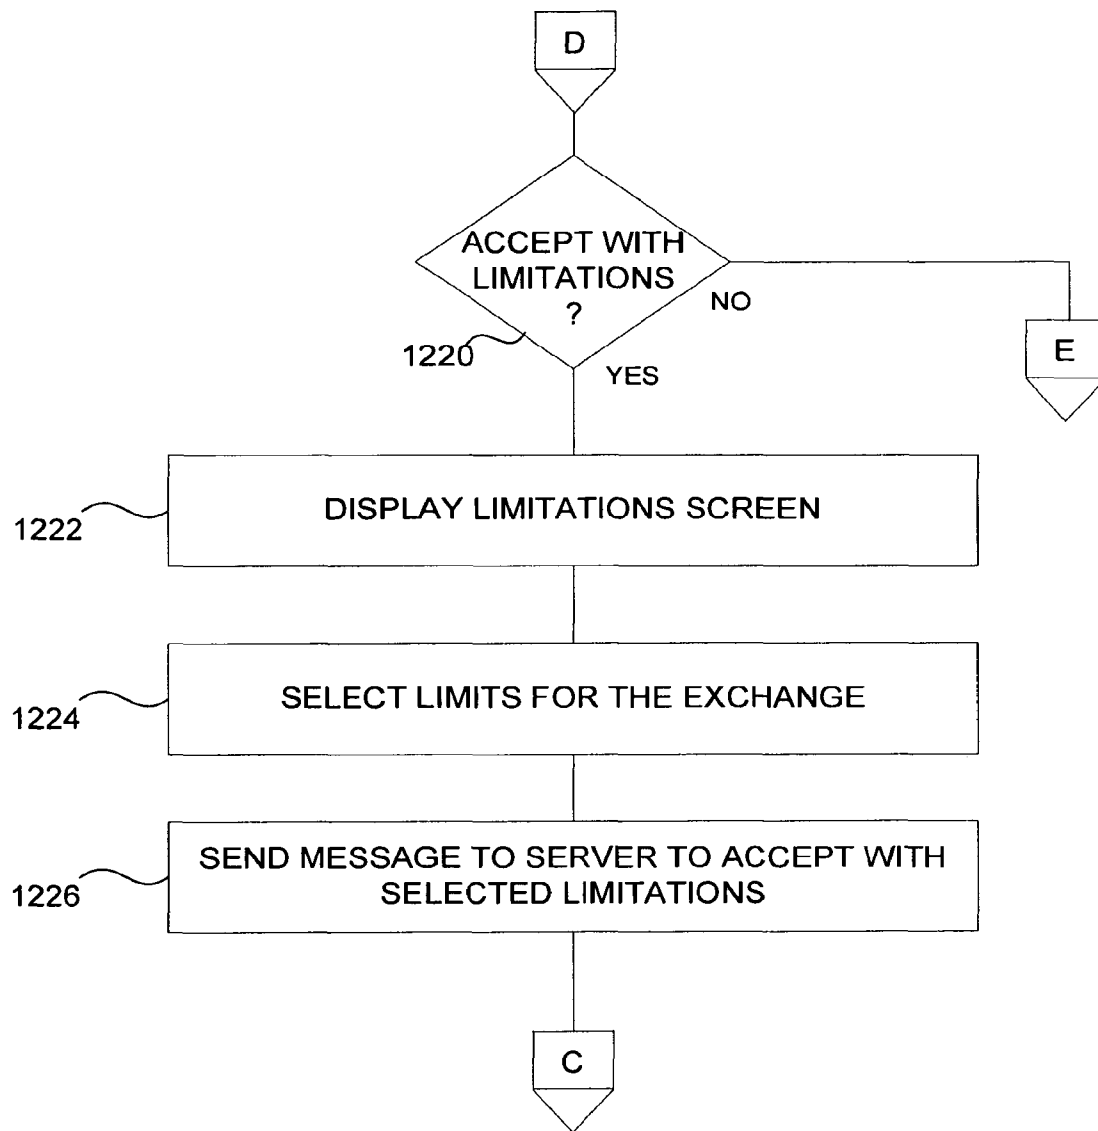 D
ACCEPT WITH
LIMITATIONS
?
NO
1220
YES
E
DISPLAY LIMITATIONS SCREEN
1222
SELECT LIMITS FOR THE EXCHANGE
1224
SEND MESSAGE TO SERVER TO ACCEPT WITH
SELECTED LIMITATIONS
1226
C